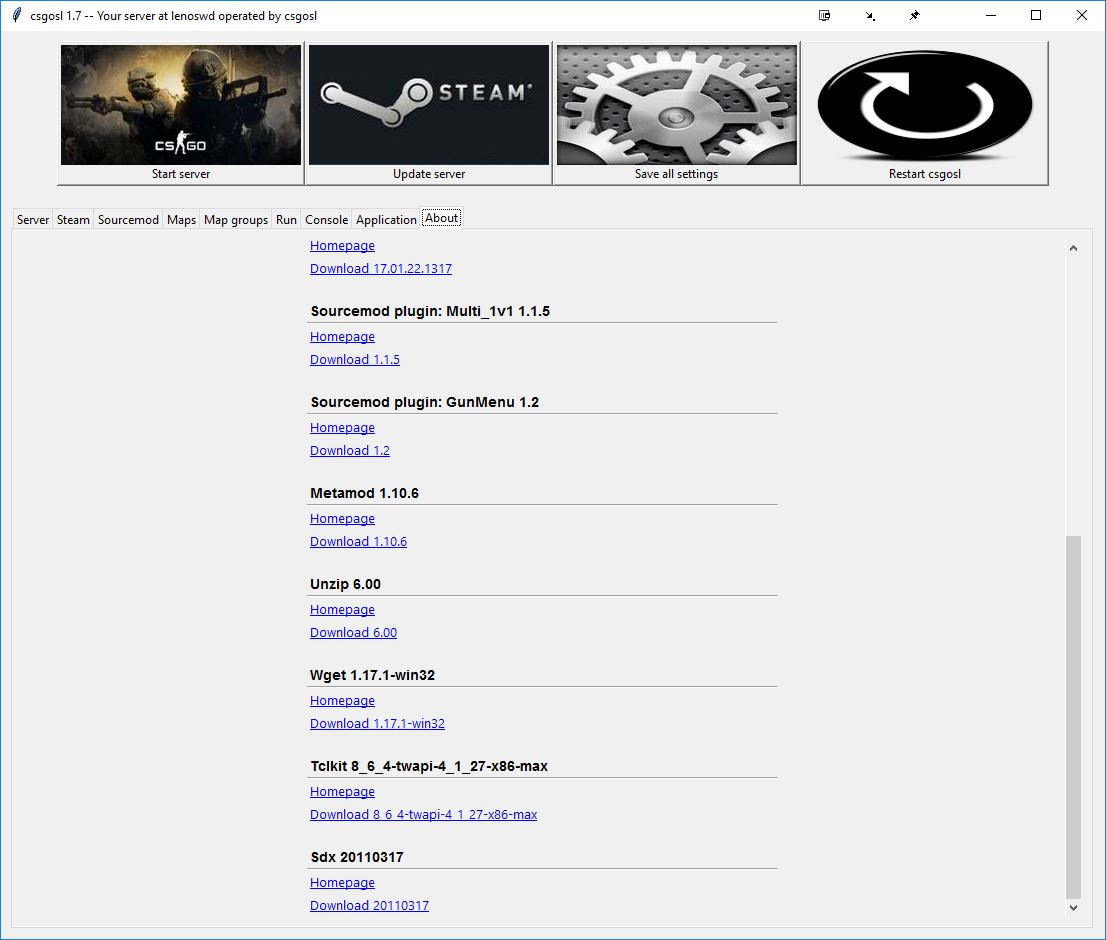 csgosl 1.7 -- Your server at lenoswd operated by csgosl
CS GO
STEAM
Start server
Update server
Save all settings
Restart csgosl
Server Steam Sourcemod Maps Map groups Run Console Application About
Homepage
Download 17.01.22.1317
Sourcemod plugin: Multi_1v1 1.1.5
Homepage
Download 1.1.5
Sourcemod plugin: GunMenu 1.2
Homepage
Download 1.2
Metamod 1.10.6
Homepage
Download 1.10.6
Unzip 6.00
Homepage
Download 6.00
Wget 1.17.1-win32
Homepage
Download 1.17.1-win32
Tclkit 8_6_4-twapi-4_1_27-x86-max
Homepage
Download 8_6_4-twapi-4_1_27-x86-max
Sdx 20110317
Homepage
Download 20110317